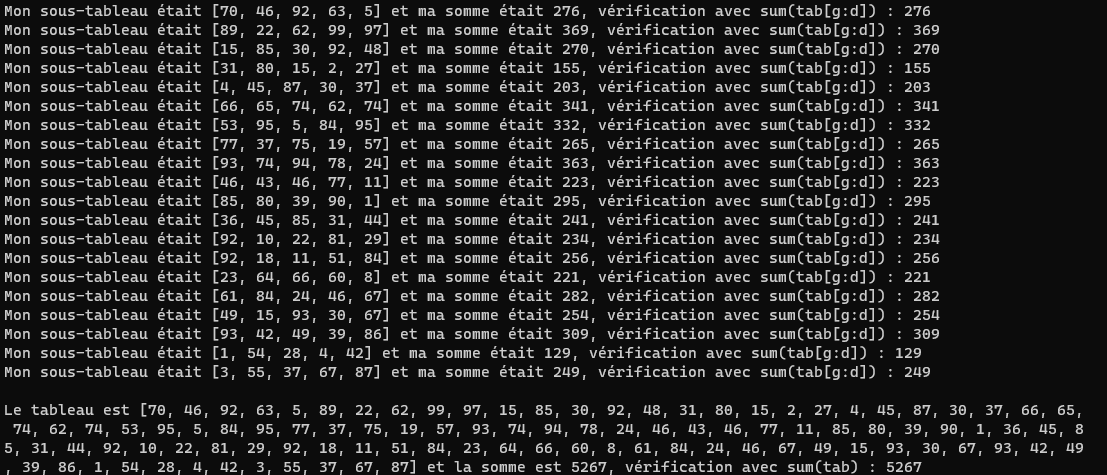 Mon sous-tableau était [70, 46, 92, 63, 5] et ma somme était 276, vérification avec sum(tab[g:d]) : 276
Mon sous-tableau était [89, 22, 62, 99, 97] et ma somme était 369, vérification avec sum(tab[g:d]) : 369
Mon sous-tableau était [15, 85, 30, 92, 48] et ma somme était 270, vérification avec sum(tab[g:d]) : 270
Mon sous-tableau était [31, 80, 15, 2, 27] et ma somme était 155, vérification avec sum(tab[g:d]) : 155
Mon sous-tableau était [4, 45, 87, 30, 37] et ma somme était 203, vérification avec sum(tab[g:d]) : 203
Mon sous-tableau était [66, 65, 74, 62, 74] et ma somme était 341, vérification avec sum(tab[g:d]) : 341
Mon sous-tableau était [53, 95, 5, 84, 95] et ma somme était 332, vérification avec sum(tab[g:d]) : 332
Mon sous-tableau était [77, 37, 75, 19, 57] et ma somme était 265, vérification avec sum(tab[g:d]) : 265
Mon sous-tableau était [93, 74, 94, 78, 24] et ma somme était 363, vérification avec sum(tab[g:d]) : 363
Mon sous-tableau était [46, 43, 46, 77, 11] et ma somme était 223, vérification avec sum(tab[g:d]) : 223
Mon sous-tableau était [85, 80, 39, 90, 1] et ma somme était 295, vérification avec sum(tab[g:d]) : 295
Mon sous-tableau était [36, 45, 85, 31, 44] et ma somme était 241, vérification avec sum(tab[g:d]) : 241
Mon sous-tableau était [92, 10, 22, 81, 29] et ma somme était 234, vérification avec sum(tab[g:d]) : 234
Mon sous-tableau était [92, 18, 11, 51, 84] et ma somme était 256, vérification avec sum(tab[g:d]) : 256
Mon sous-tableau était [23, 64, 66, 60, 8] et ma somme était 221, vérification avec sum(tab[g:d]) : 221
Mon sous-tableau était [61, 84, 24, 46, 67] et ma somme était 282, vérification avec sum(tab[g:d]) : 282
Mon sous-tableau était [49, 15, 93, 30, 67] et ma somme était 254, vérification avec sum(tab[g:d]) : 254
Mon sous-tableau était [93, 42, 49, 39, 86] et ma somme était 309, vérification avec sum(tab[g:d]) : 309
Mon sous-tableau était [1, 54, 28, 4, 42] et ma somme était 129, vérification avec sum(tab[g:d]) : 129
Mon sous-tableau était [3, 55, 37, 67, 87] et ma somme était 249, vérification avec sum(tab[g:d]) : 249
Le tableau est [70, 46, 92, 63, 5, 89, 22, 62, 99, 97, 15, 85, 30, 92, 48, 31, 80, 15, 2, 27, 4, 45, 87, 30, 37, 66, 65,
74, 62, 74, 53, 95, 5, 84, 95, 77, 37, 75, 19, 57, 93, 74, 94, 78, 24, 46, 43, 46, 77, 11, 85, 80, 39, 90, 1, 36, 45, 8
5, 31, 44, 92, 10, 22, 81, 29, 92, 18, 11, 51, 84, 23, 64, 66, 60, 8, 61, 84, 24, 46, 67, 49, 15, 93, 30, 67, 93, 42, 49
, 39, 86, 1, 54, 28, 4, 42, 3, 55, 37, 67, 87] et la somme est 5267, vérification avec sum(tab) : 5267